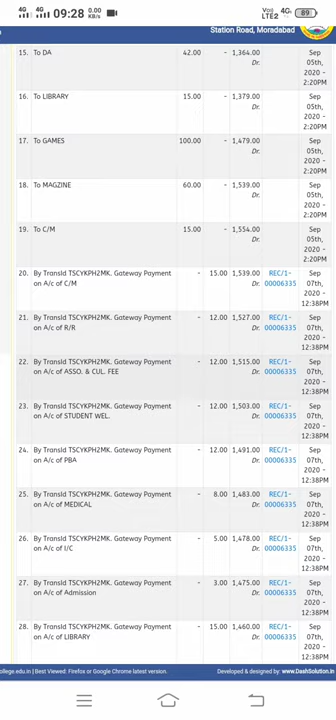 4G 4G 09:28 0.00 KB/s Vo) LTE2 4G 89
Station Road, Moradabad
15. To DA 42.00 - 1,364.00 Dr. Sep 05th, 2020 - 2:20PM
16. To LIBRARY 15.00 - 1,379.00 Dr. Sep 05th, 2020 - 2:20PM
17. To GAMES 100.00 - 1,479.00 Dr. Sep 05th, 2020 - 2:20PM
18. To MAGZINE 60.00 - 1,539.00 Dr. Sep 05th, 2020 - 2:20PM
19. To C/M 15.00 - 1,554.00 Dr. Sep 05th, 2020 - 2:20PM
20. By TransId TSCYKPH2MK. Gateway Payment on A/c of C/M - 15.00 1,539.00 Dr. REC/1-00006335 Sep 07th, 2020 - 12:38PM
21. By TransId TSCYKPH2MK. Gateway Payment on A/c of R/R - 12.00 1,527.00 Dr. REC/1-00006335 Sep 07th, 2020 - 12:38PM
22. By TransId TSCYKPH2MK. Gateway Payment on A/c of ASSO. & CUL. FEE - 12.00 1,515.00 Dr. REC/1-00006335 Sep 07th, 2020 - 12:38PM
23. By TransId TSCYKPH2MK. Gateway Payment on A/c of STUDENT WEL. - 12.00 1,503.00 Dr. REC/1-00006335 Sep 07th, 2020 - 12:38PM
24. By TransId TSCYKPH2MK. Gateway Payment on A/c of PBA - 12.00 1,491.00 Dr. REC/1-00006335 Sep 07th, 2020 - 12:38PM
25. By TransId TSCYKPH2MK. Gateway Payment on A/c of MEDICAL - 8.00 1,483.00 Dr. REC/1-00006335 Sep 07th, 2020 - 12:38PM
26. By TransId TSCYKPH2MK. Gateway Payment on A/c of I/C - 5.00 1,478.00 Dr. REC/1-00006335 Sep 07th, 2020 - 12:38PM
27. By TransId TSCYKPH2MK. Gateway Payment on A/c of Admission - 3.00 1,475.00 Dr. REC/1-00006335 Sep 07th, 2020 - 12:38PM
28. By TransId TSCYKPH2MK. Gateway Payment on A/c of LIBRARY - 15.00 1,460.00 Dr. REC/1-00006335 Sep 07th, 2020 - 12:38PM
ollege.edu.in | Best Viewed: Firefox or Google Chrome latest version. Developed & designed by: www.DashSolution.in